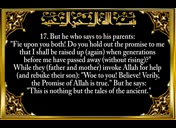 17. But he who says to his parents:
"Fie upon you both! Do you hold out the promise to me
that I shall be raised up (again) when generations
before me have passed away (without rising)?"
While they (father and mother) invoke Allah for help
(and rebuke their son): "Woe to you! Believe! Verily,
the Promise of Allah is true." But he says:
"This is nothing but the tales of the ancient."